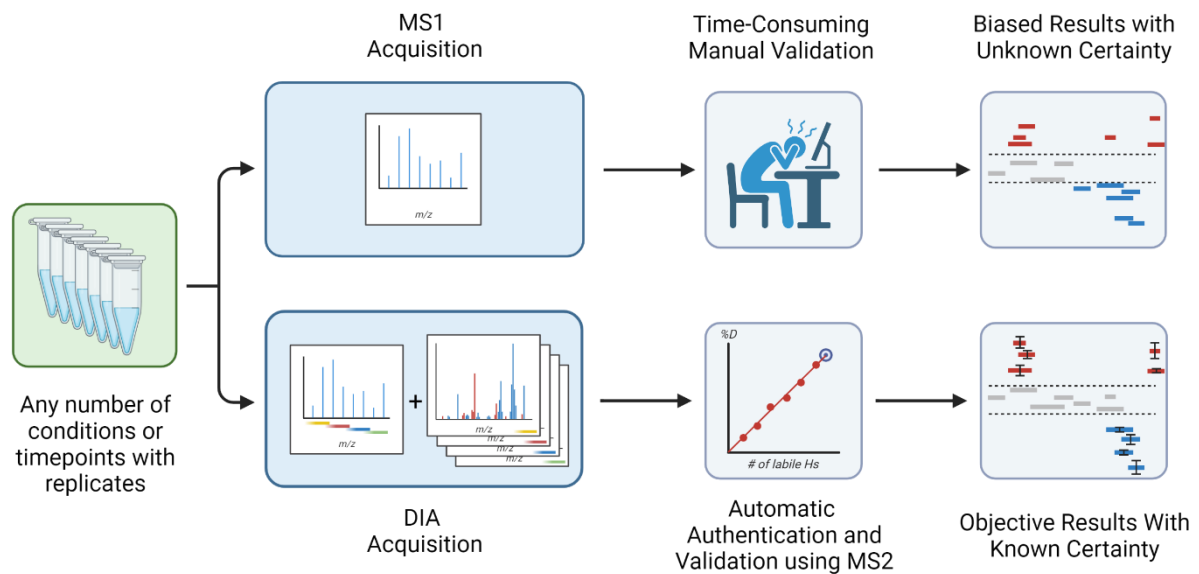 MS1
Acquisition
Time-Consuming
Manual Validation
Biased Results with
Unknown Certainty
m/z
Any number of
conditions or
timepoints with
replicates
m/z
+
m/z
m/z
m/z
m/z
DIA
Acquisition
%D
# of labile Hs
Automatic
Authentication and
Validation using MS2
Objective Results With
Known Certainty